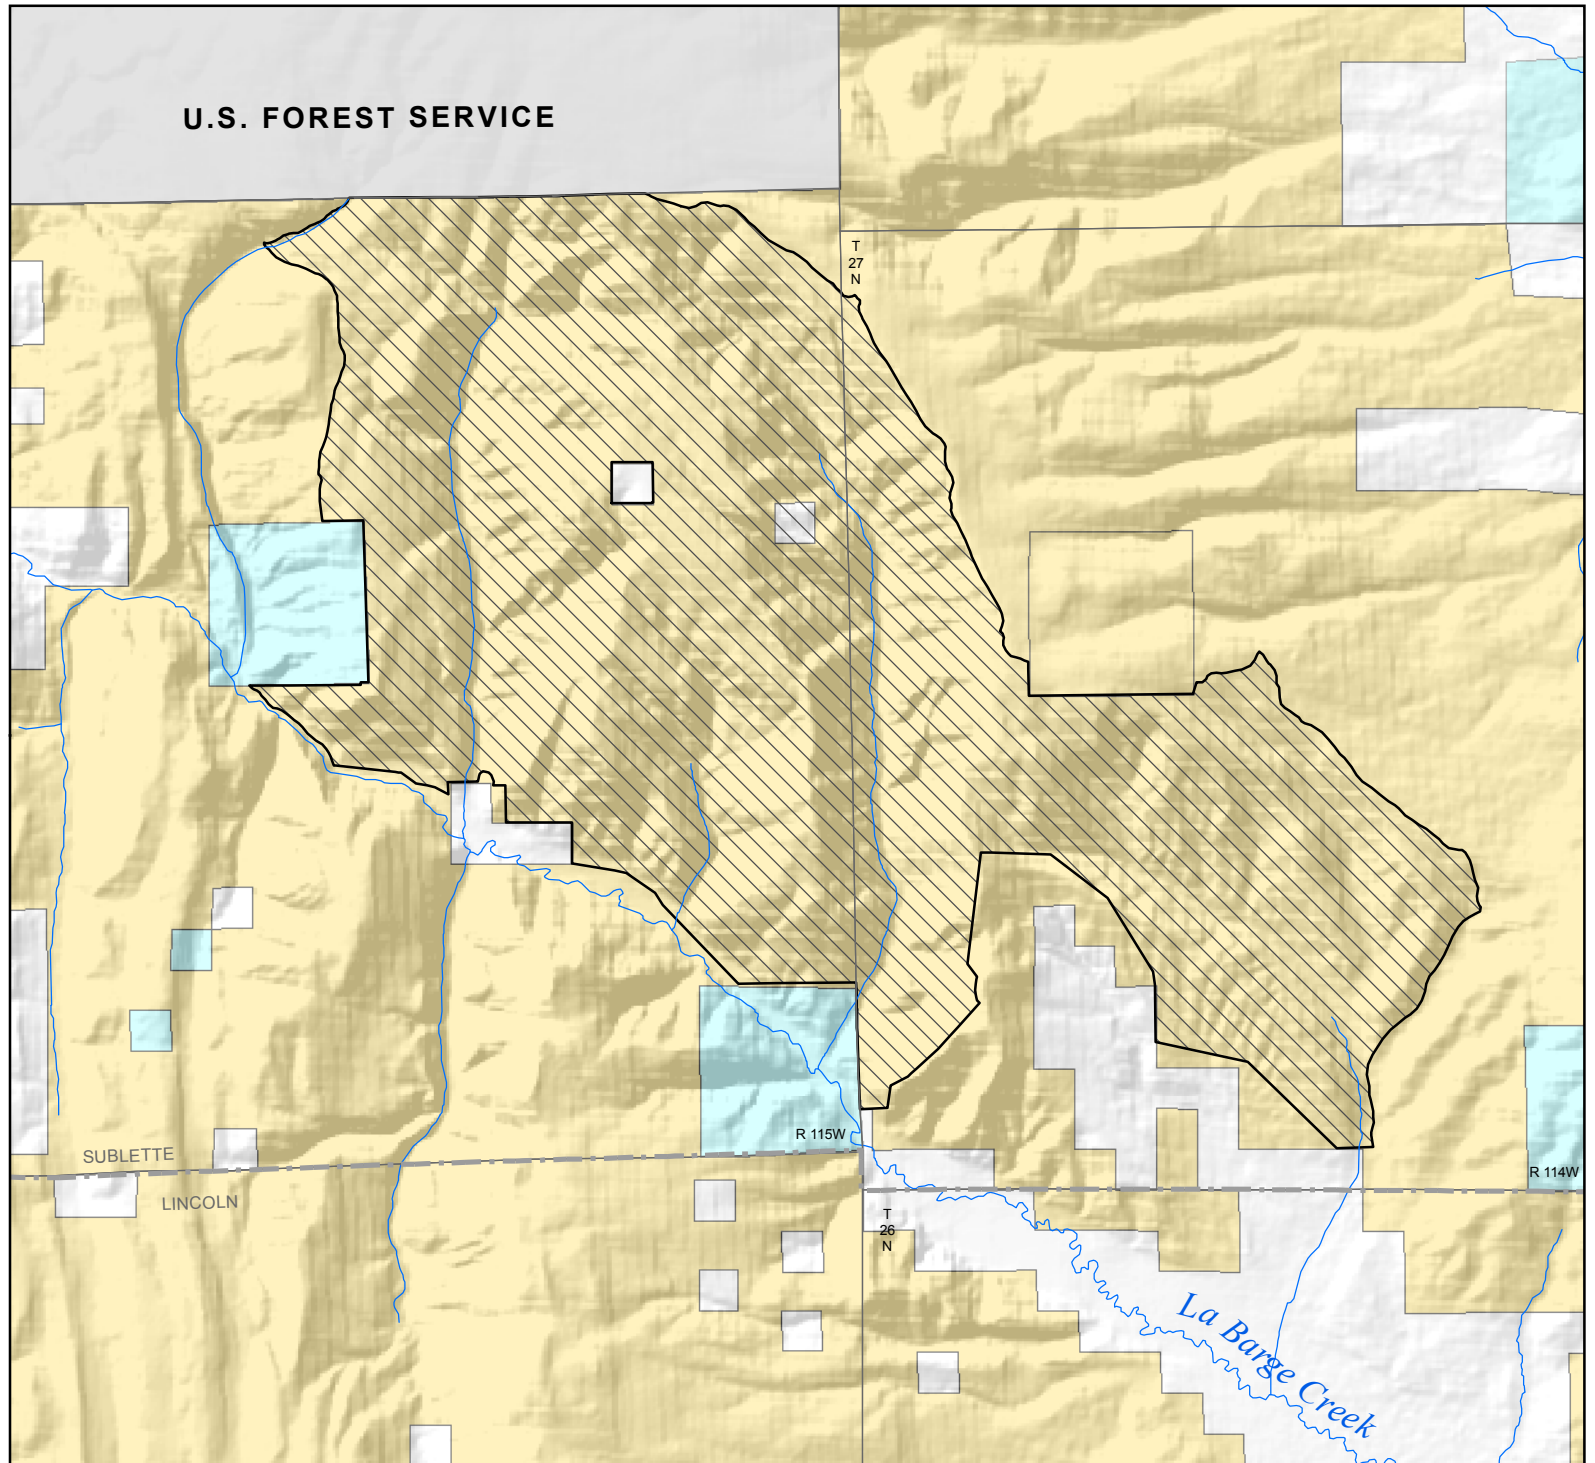 U.S. FOREST SERVICE
T
27
N
R 115W
SUBLETTE
R 114W
LINCOLN
T
26
N
La Barge Creek